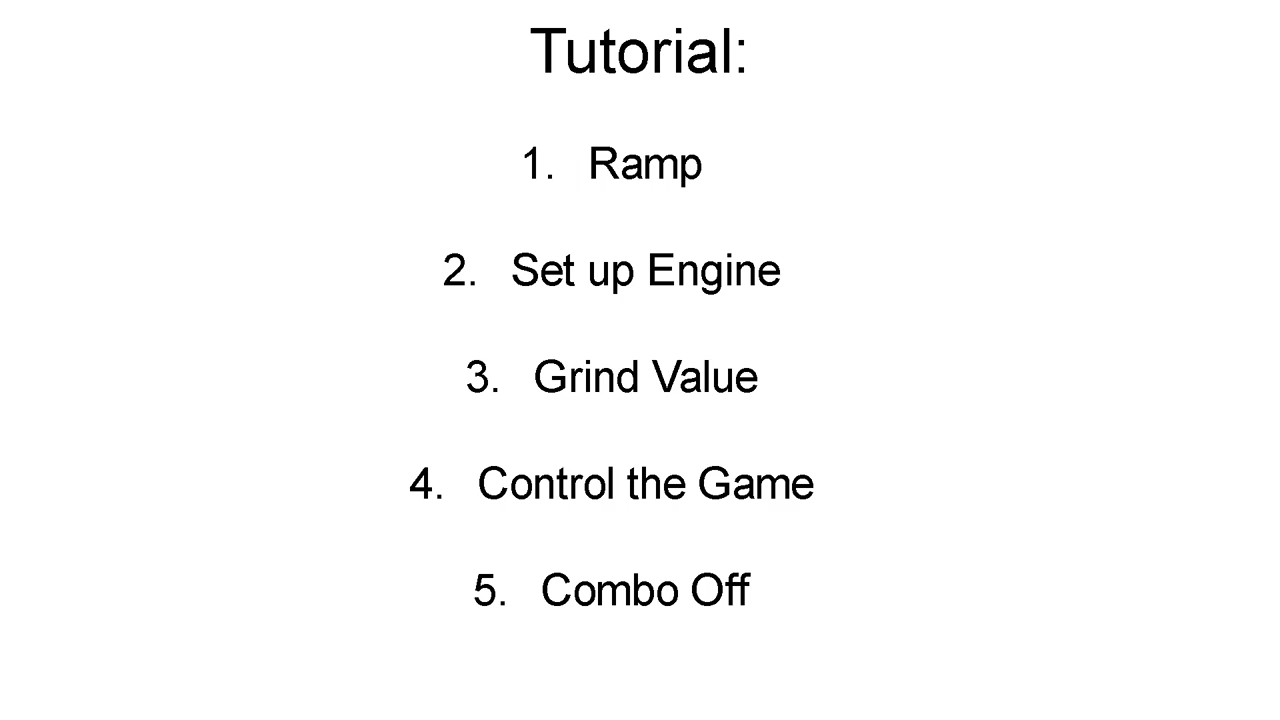 Tutorial:
1. Ramp
2. Set up Engine
3. Grind Value
4. Control the Game
5. Combo Off